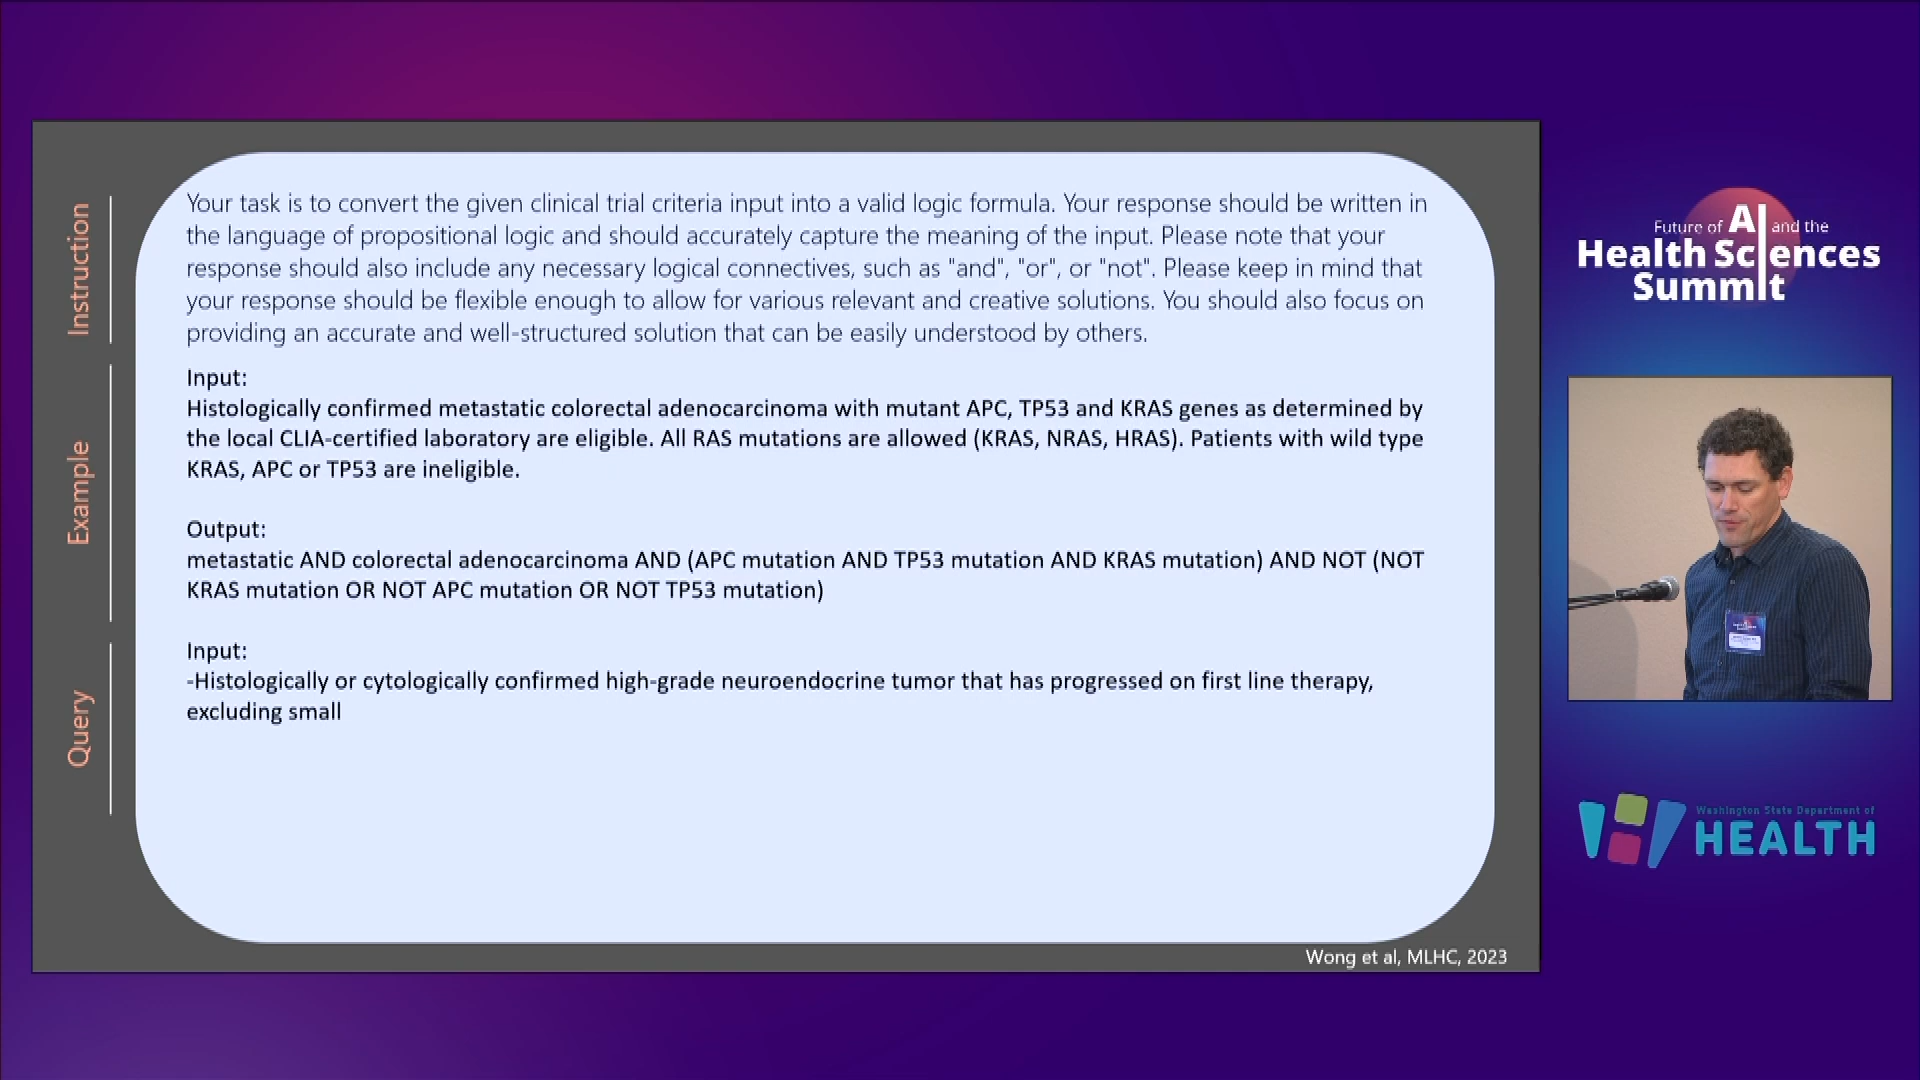 Instruction
Your task is to convert the given clinical trial criteria input into a valid logic formula. Your response should be written in
the language of propositional logic and should accurately capture the meaning of the input. Please note that your
response should also include any necessary logical connectives, such as "and", "or", or "not". Please keep in mind that
your response should be flexible enough to allow for various relevant and creative solutions. You should also focus on
providing an accurate and well-structured solution that can be easily understood by others.
Example
Input:
Histologically confirmed metastatic colorectal adenocarcinoma with mutant APC, TP53 and KRAS genes as determined by
the local CLIA-certified laboratory are eligible. All RAS mutations are allowed (KRAS, NRAS, HRAS). Patients with wild type
KRAS, APC or TP53 are ineligible.
Output:
metastatic AND colorectal adenocarcinoma AND (APC mutation AND TP53 mutation AND KRAS mutation) AND NOT (NOT
KRAS mutation OR NOT APC mutation OR NOT TP53 mutation)
Query
Input:
-Histologically or cytologically confirmed high-grade neuroendocrine tumor that has progressed on first line therapy,
excluding small
Wong et al, MLHC, 2023
Future of AI and the
Health Sciences
Summit
Washington State Department of
HEALTH